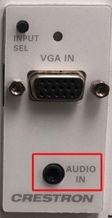 INPUT
SEL
VGA IN
AUDIO
IN
CRESTRON